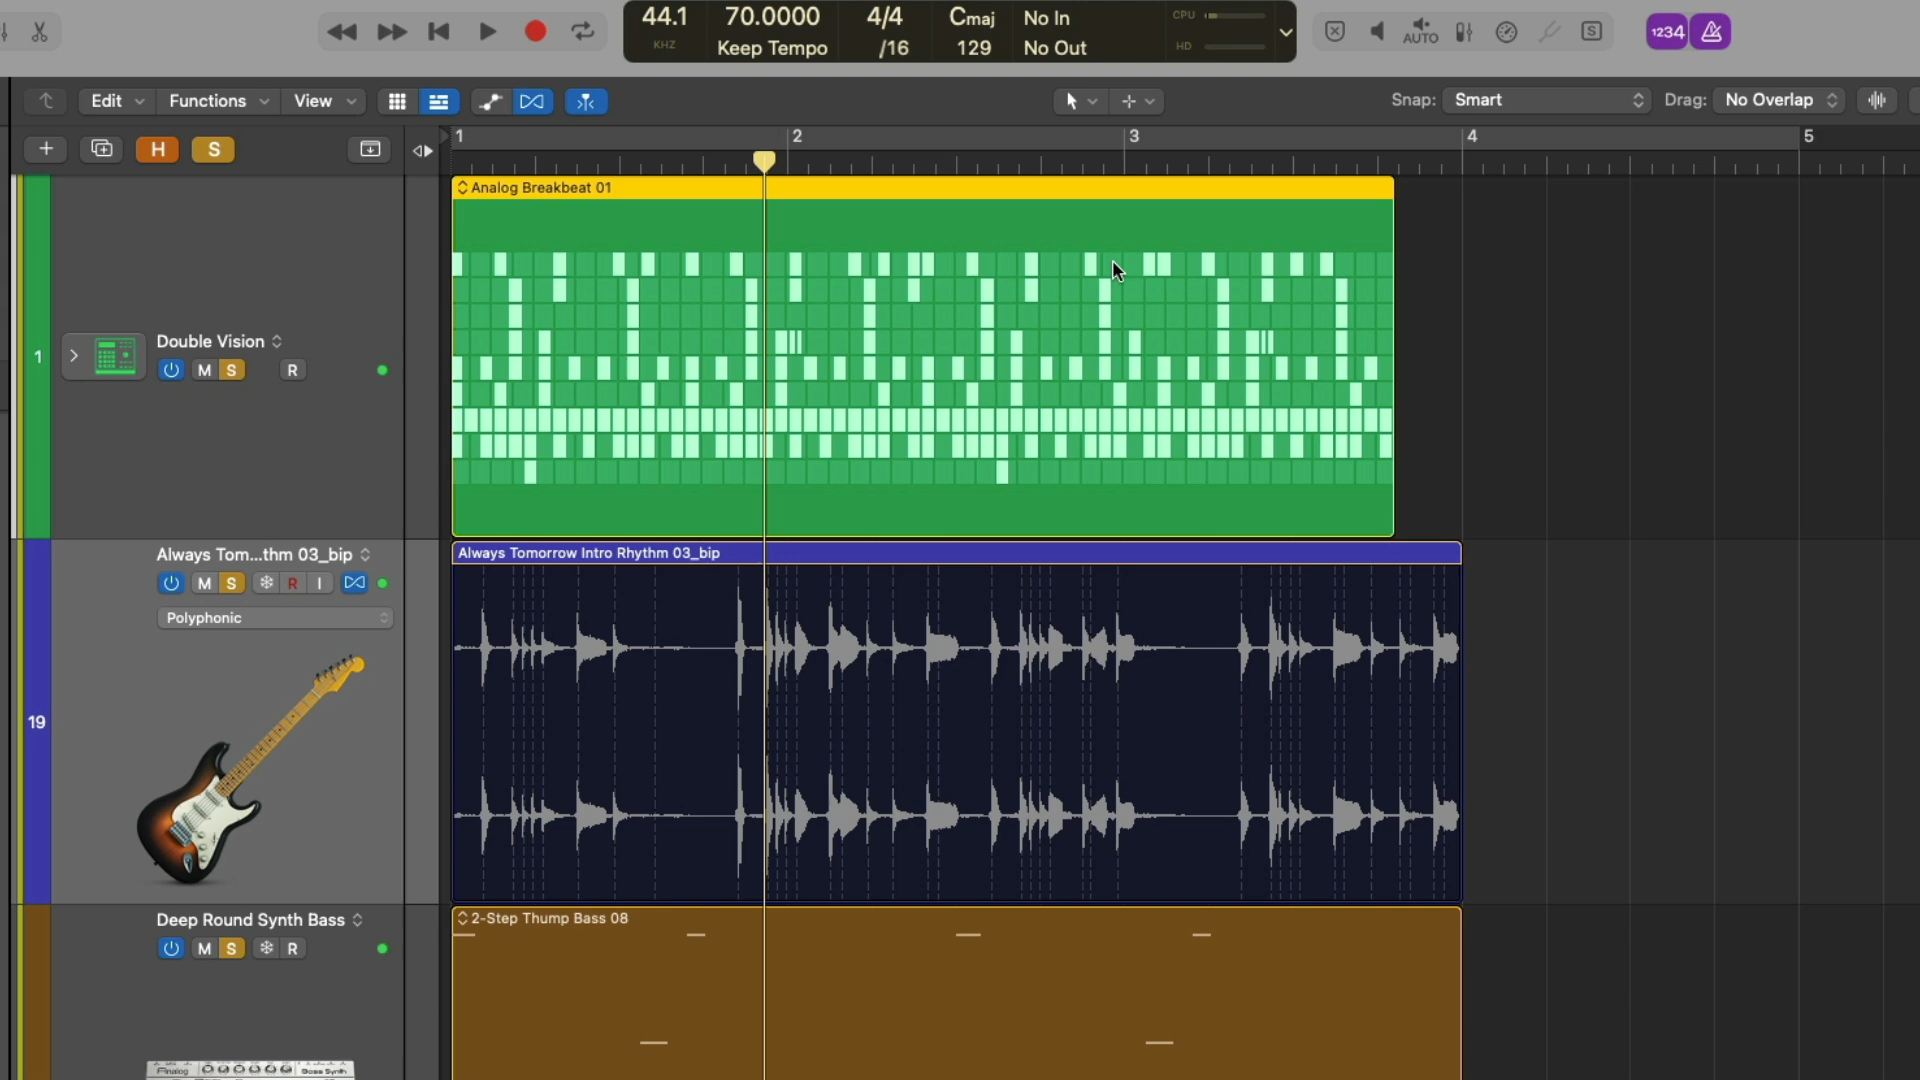 44.1
KHZ
70.0000
Keep Tempo
4/4
/16
Cmaj
129
No In
No Out
CPU
HD
AUTO
S
1234
Edit
Functions
View
Snap: Smart
Drag: No Overlap
H
S
1
2
3
4
5
Analog Breakbeat 01
1
Double Vision
M
S
R
Always Tom...thm 03_bip
Always Tomorrow Intro Rhythm 03_bip
M
S
R
I
Polyphonic
19
Deep Round Synth Bass
2-Step Thump Bass 08
M
S
R
Analog
Bass Synth